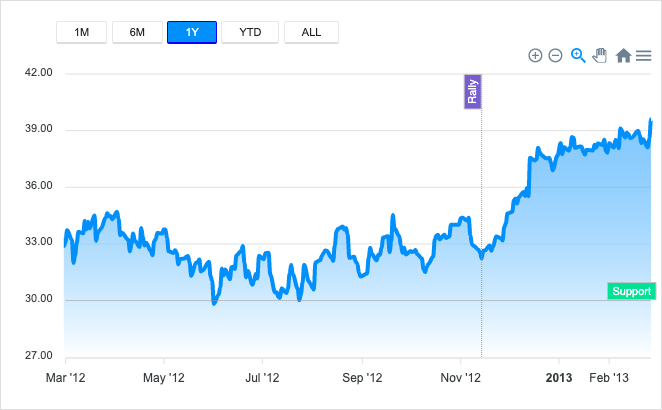 1M 6M 1Y YTD ALL
42.00
Rally
39.00
36.00
33.00
30.00
Support
27.00
Mar '12 May '12 Jul '12 Sep '12 Nov '12 2013 Feb '13